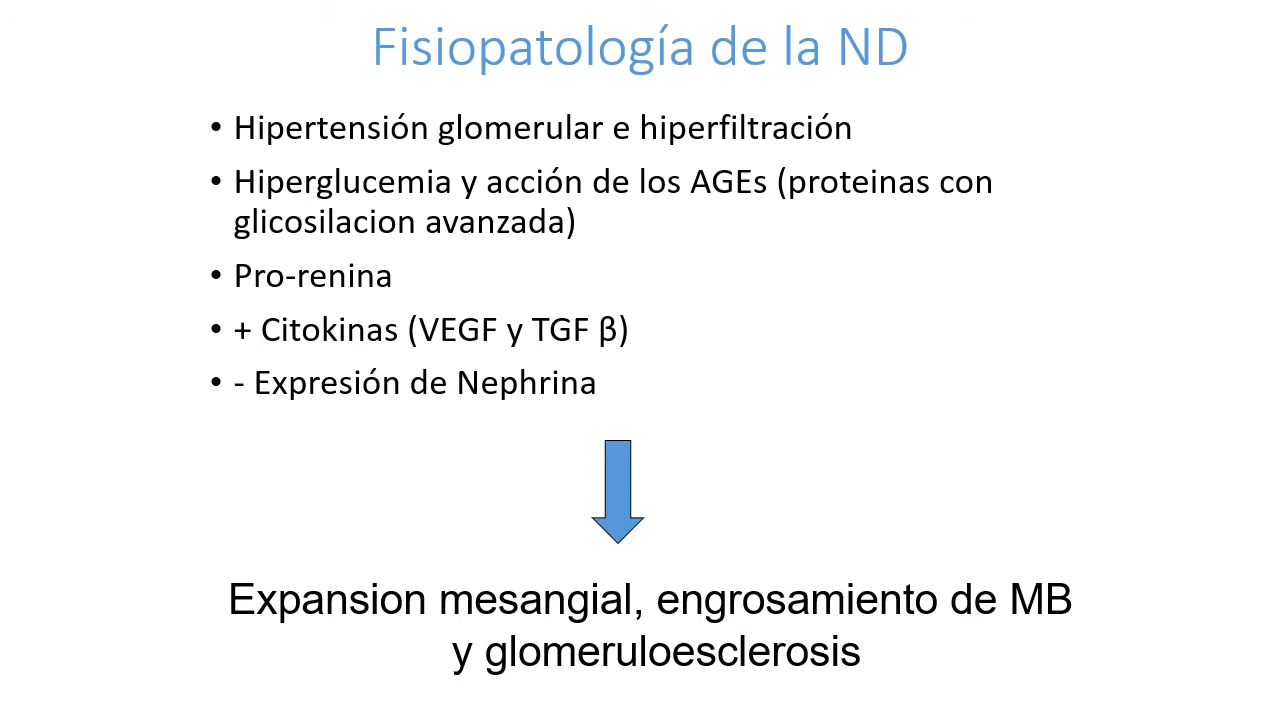 Fisiopatología de la ND
• Hipertensión glomerular e hiperfiltración
• Hiperglucemia y acción de los AGEs (proteinas con
glicosilacion avanzada)
• Pro-renina
• + Citokinas (VEGF y TGF β)
• - Expresión de Nephrina
Expansion mesangial, engrosamiento de MB
y glomeruloesclerosis